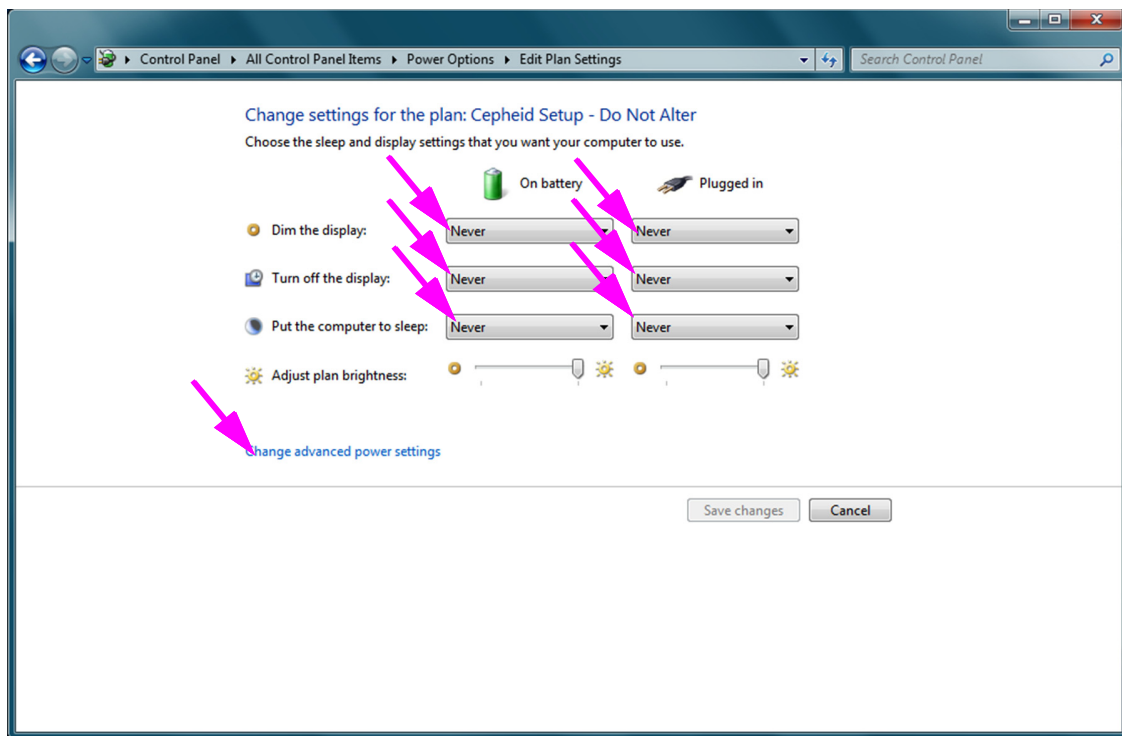 Control Panel ▸ All Control Panel Items ▸ Power Options ▸ Edit Plan Settings Search Control Panel
Change settings for the plan: Cepheid Setup - Do Not Alter
Choose the sleep and display settings that you want your computer to use.
On battery Plugged in
Dim the display: Never Never
Turn off the display: Never Never
Put the computer to sleep: Never Never
Adjust plan brightness:
Change advanced power settings
Save changes Cancel